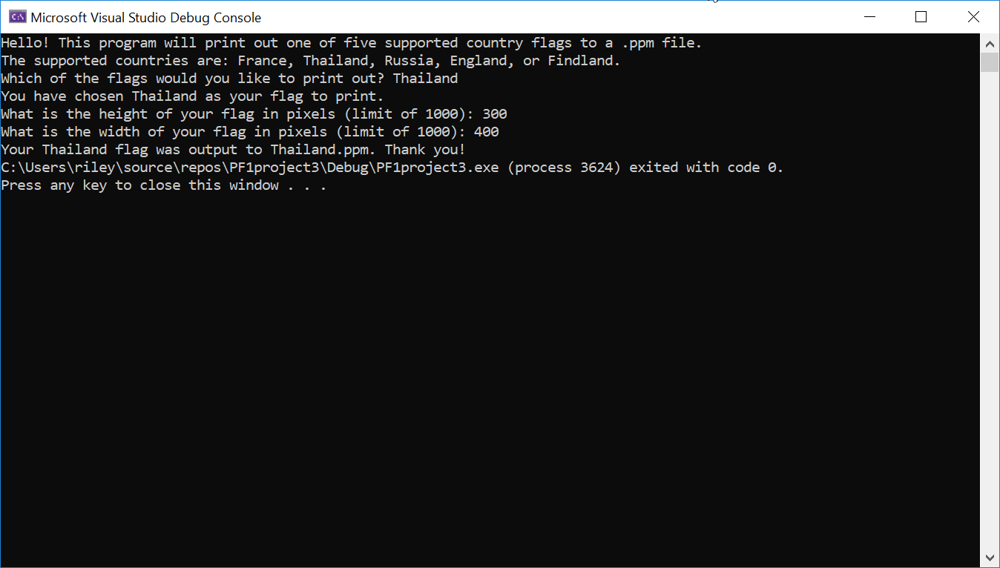 Microsoft Visual Studio Debug Console
Hello! This program will print out one of five supported country flags to a .ppm file.
The supported countries are: France, Thailand, Russia, England, or Findland.
Which of the flags would you like to print out? Thailand
You have chosen Thailand as your flag to print.
What is the height of your flag in pixels (limit of 1000): 300
What is the width of your flag in pixels (limit of 1000): 400
Your Thailand flag was output to Thailand.ppm. Thank you!
C:\Users\riley\source\repos\PF1project3\Debug\PF1project3.exe (process 3624) exited with code 0.
Press any key to close this window . . .